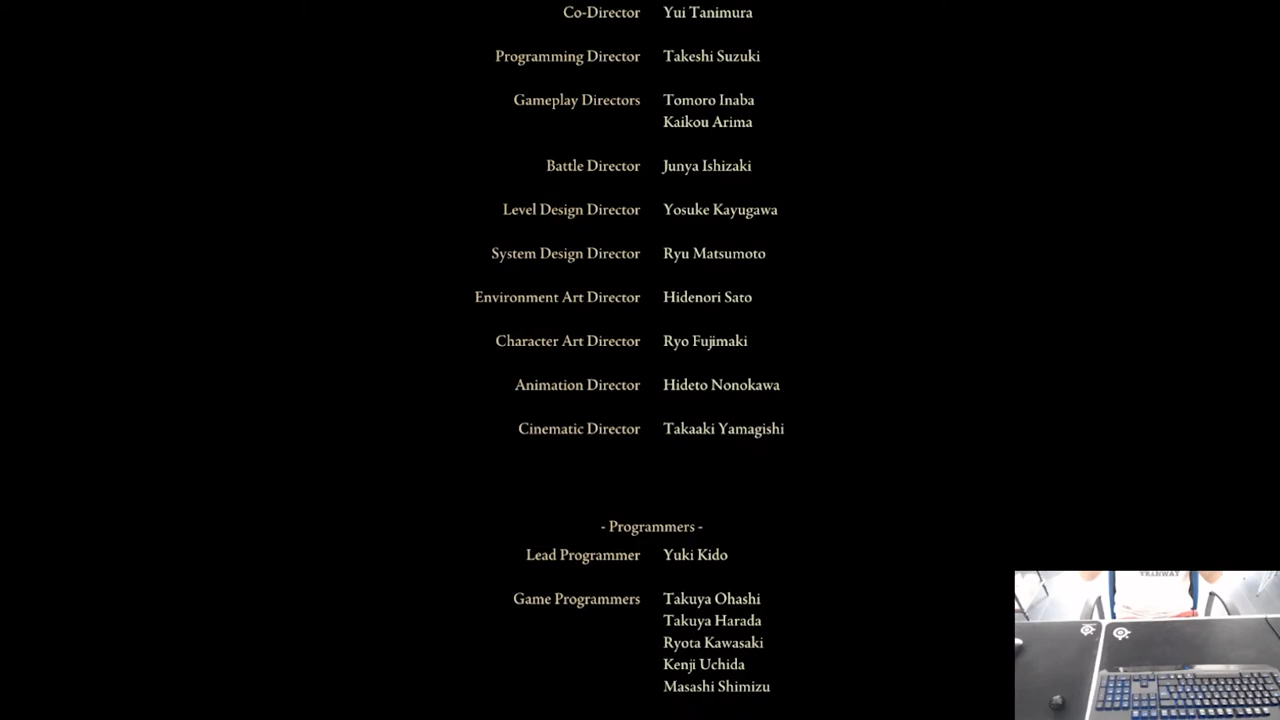 Co-Director Yui Tanimura
Programming Director Takeshi Suzuki
Gameplay Directors Tomoro Inaba
Kaikou Arima
Battle Director Junya Ishizaki
Level Design Director Yosuke Kayugawa
System Design Director Ryu Matsumoto
Environment Art Director Hidenori Sato
Character Art Director Ryo Fujimaki
Animation Director Hideto Nonokawa
Cinematic Director Takaaki Yamagishi
- Programmers -
Lead Programmer Yuki Kido
Game Programmers Takuya Ohashi
Takuya Harada
Ryota Kawasaki
Kenji Uchida
Masashi Shimizu